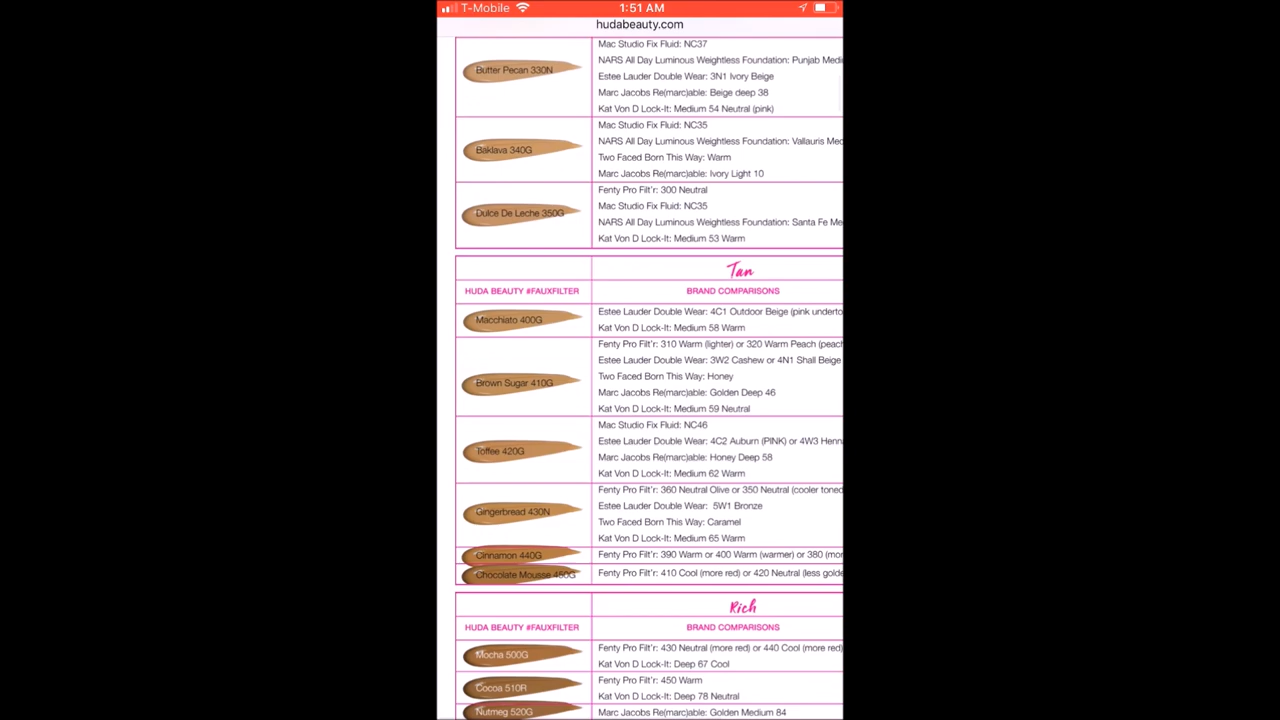 T-Mobile 1:51 AM
hudabeauty.com
Mac Studio Fix Fluid: NC37
Butter Pecan 330N
NARS All Day Luminous Weightless Foundation: Punjab Medi
Estee Lauder Double Wear: 3N1 Ivory Beige
Marc Jacobs Re(marc)able: Beige deep 38
Kat Von D Lock-It: Medium 54 Neutral (pink)
Baklava 340G
Mac Studio Fix Fluid: NC35
NARS All Day Luminous Weightless Foundation: Vallauris Med
Two Faced Born This Way: Warm
Marc Jacobs Re(marc)able: Ivory Light 10
Dulce De Leche 350G
Fenty Pro Filt'r: 300 Neutral
Mac Studio Fix Fluid: NC35
NARS All Day Luminous Weightless Foundation: Santa Fe Me
Kat Von D Lock-It: Medium 53 Warm
Tan
HUDA BEAUTY #FAUXFILTER BRAND COMPARISONS
Macchiato 400G
Estee Lauder Double Wear: 4C1 Outdoor Beige (pink underto
Kat Von D Lock-It: Medium 58 Warm
Brown Sugar 410G
Fenty Pro Filt'r: 310 Warm (lighter) or 320 Warm Peach (peach
Estee Lauder Double Wear: 3W2 Cashew or 4N1 Shall Beige
Two Faced Born This Way: Honey
Marc Jacobs Re(marc)able: Golden Deep 46
Kat Von D Lock-It: Medium 59 Neutral
Toffee 420G
Mac Studio Fix Fluid: NC46
Estee Lauder Double Wear: 4C2 Auburn (PINK) or 4W3 Henn
Marc Jacobs Re(marc)able: Honey Deep 58
Kat Von D Lock-It: Medium 62 Warm
Gingerbread 430N
Fenty Pro Filt'r: 360 Neutral Olive or 350 Neutral (cooler toned
Estee Lauder Double Wear: 5W1 Bronze
Two Faced Born This Way: Caramel
Kat Von D Lock-It: Medium 65 Warm
Cinnamon 440G
Fenty Pro Filt'r: 390 Warm or 400 Warm (warmer) or 380 (mor
Chocolate Mousse 450G
Fenty Pro Filt'r: 410 Cool (more red) or 420 Neutral (less golde
Rich
HUDA BEAUTY #FAUXFILTER BRAND COMPARISONS
Mocha 500G
Fenty Pro Filt'r: 430 Neutral (more red) or 440 Cool (more red)
Kat Von D Lock-It: Deep 67 Cool
Cocoa 510R
Fenty Pro Filt'r: 450 Warm
Kat Von D Lock-It: Deep 78 Neutral
Nutmeg 520G
Marc Jacobs Re(marc)able: Golden Medium 84